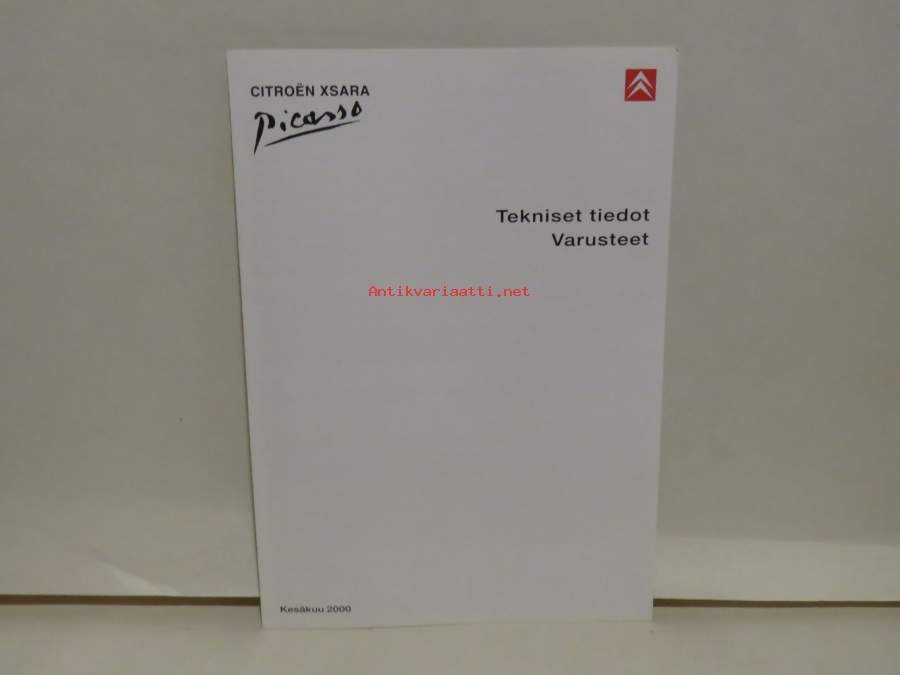 CITROËN XSARA
Picasso
Tekniset tiedot
Varusteet
Antikvariaatti.net
Kesäkuu 2000